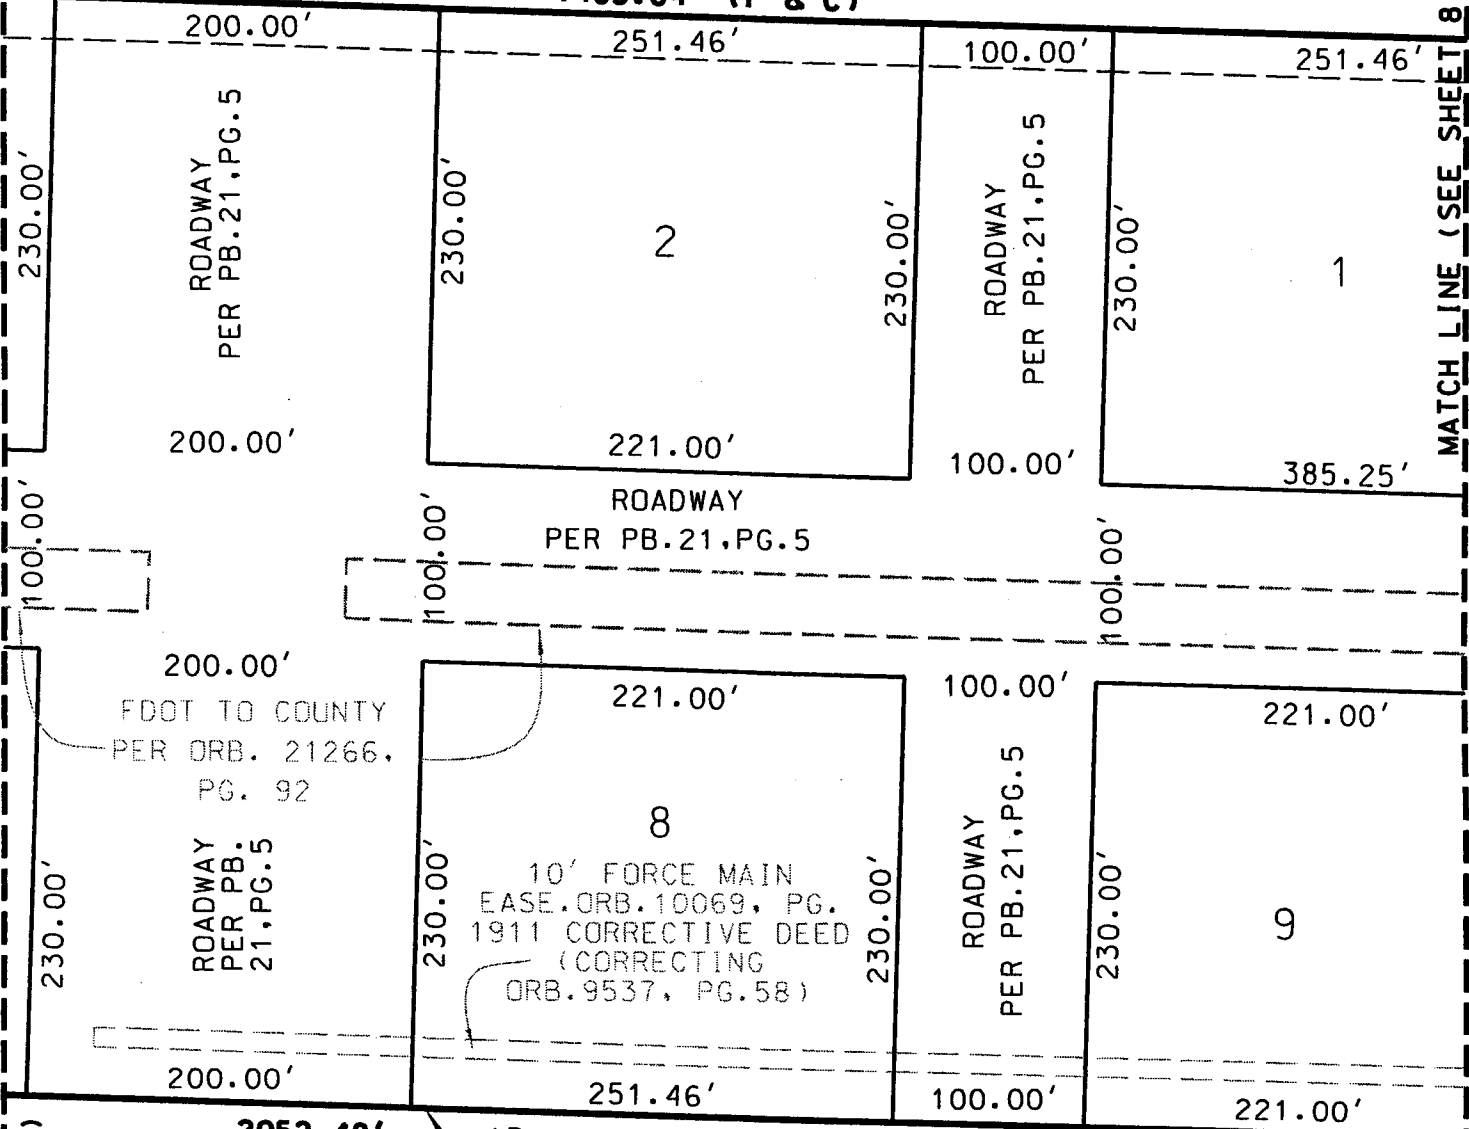 (P & C)
200.00'
251.46'
100.00'
251.46'
MATCH LINE (SEE SHEET 8
230.00'
ROADWAY
PER PB.21,PG.5
230.00'
2
230.00'
ROADWAY
PER PB.21,PG.5
230.00'
1
200.00'
221.00'
100.00'
385.25'
ROADWAY
PER PB.21,PG.5
100.00'
100.00'
100.00'
200.00'
221.00'
100.00'
221.00'
FDOT TO COUNTY
PER ORB. 21266,
PG. 92
230.00'
ROADWAY
PER PB.
21,PG.5
230.00'
8
10' FORCE MAIN
EASE.ORB.10069, PG.
1911 CORRECTIVE DEED
(CORRECTING
ORB.9537, PG.58)
230.00'
ROADWAY
PER PB.21,PG.5
230.00'
9
200.00'
251.46'
100.00'
221.00'